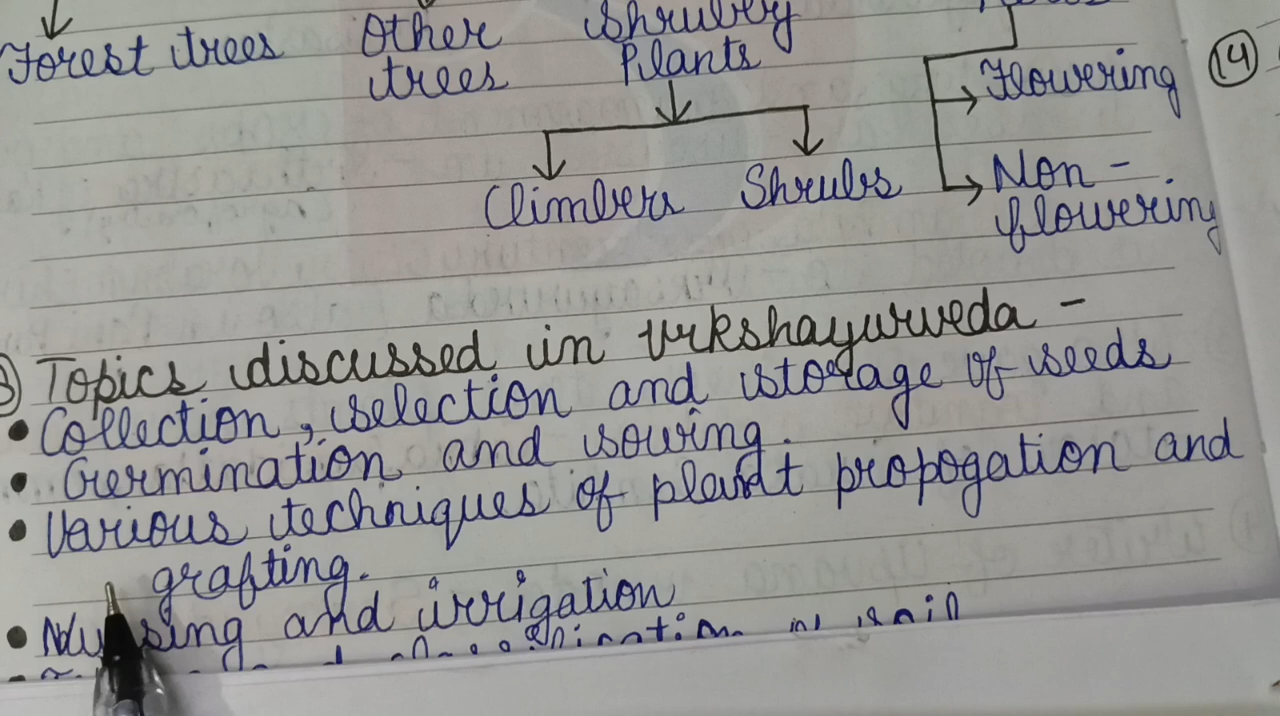 Forest trees Other trees Shrubby Plants
Flowering
(14)
Climbers Shrubs
Non-flowering
Topics discussed in vrkshayurveda -
• Collection, selection and storage of seeds
• Germination and sowing.
• Various techniques of plant propogation and
grafting.
• Nursing and irrigation